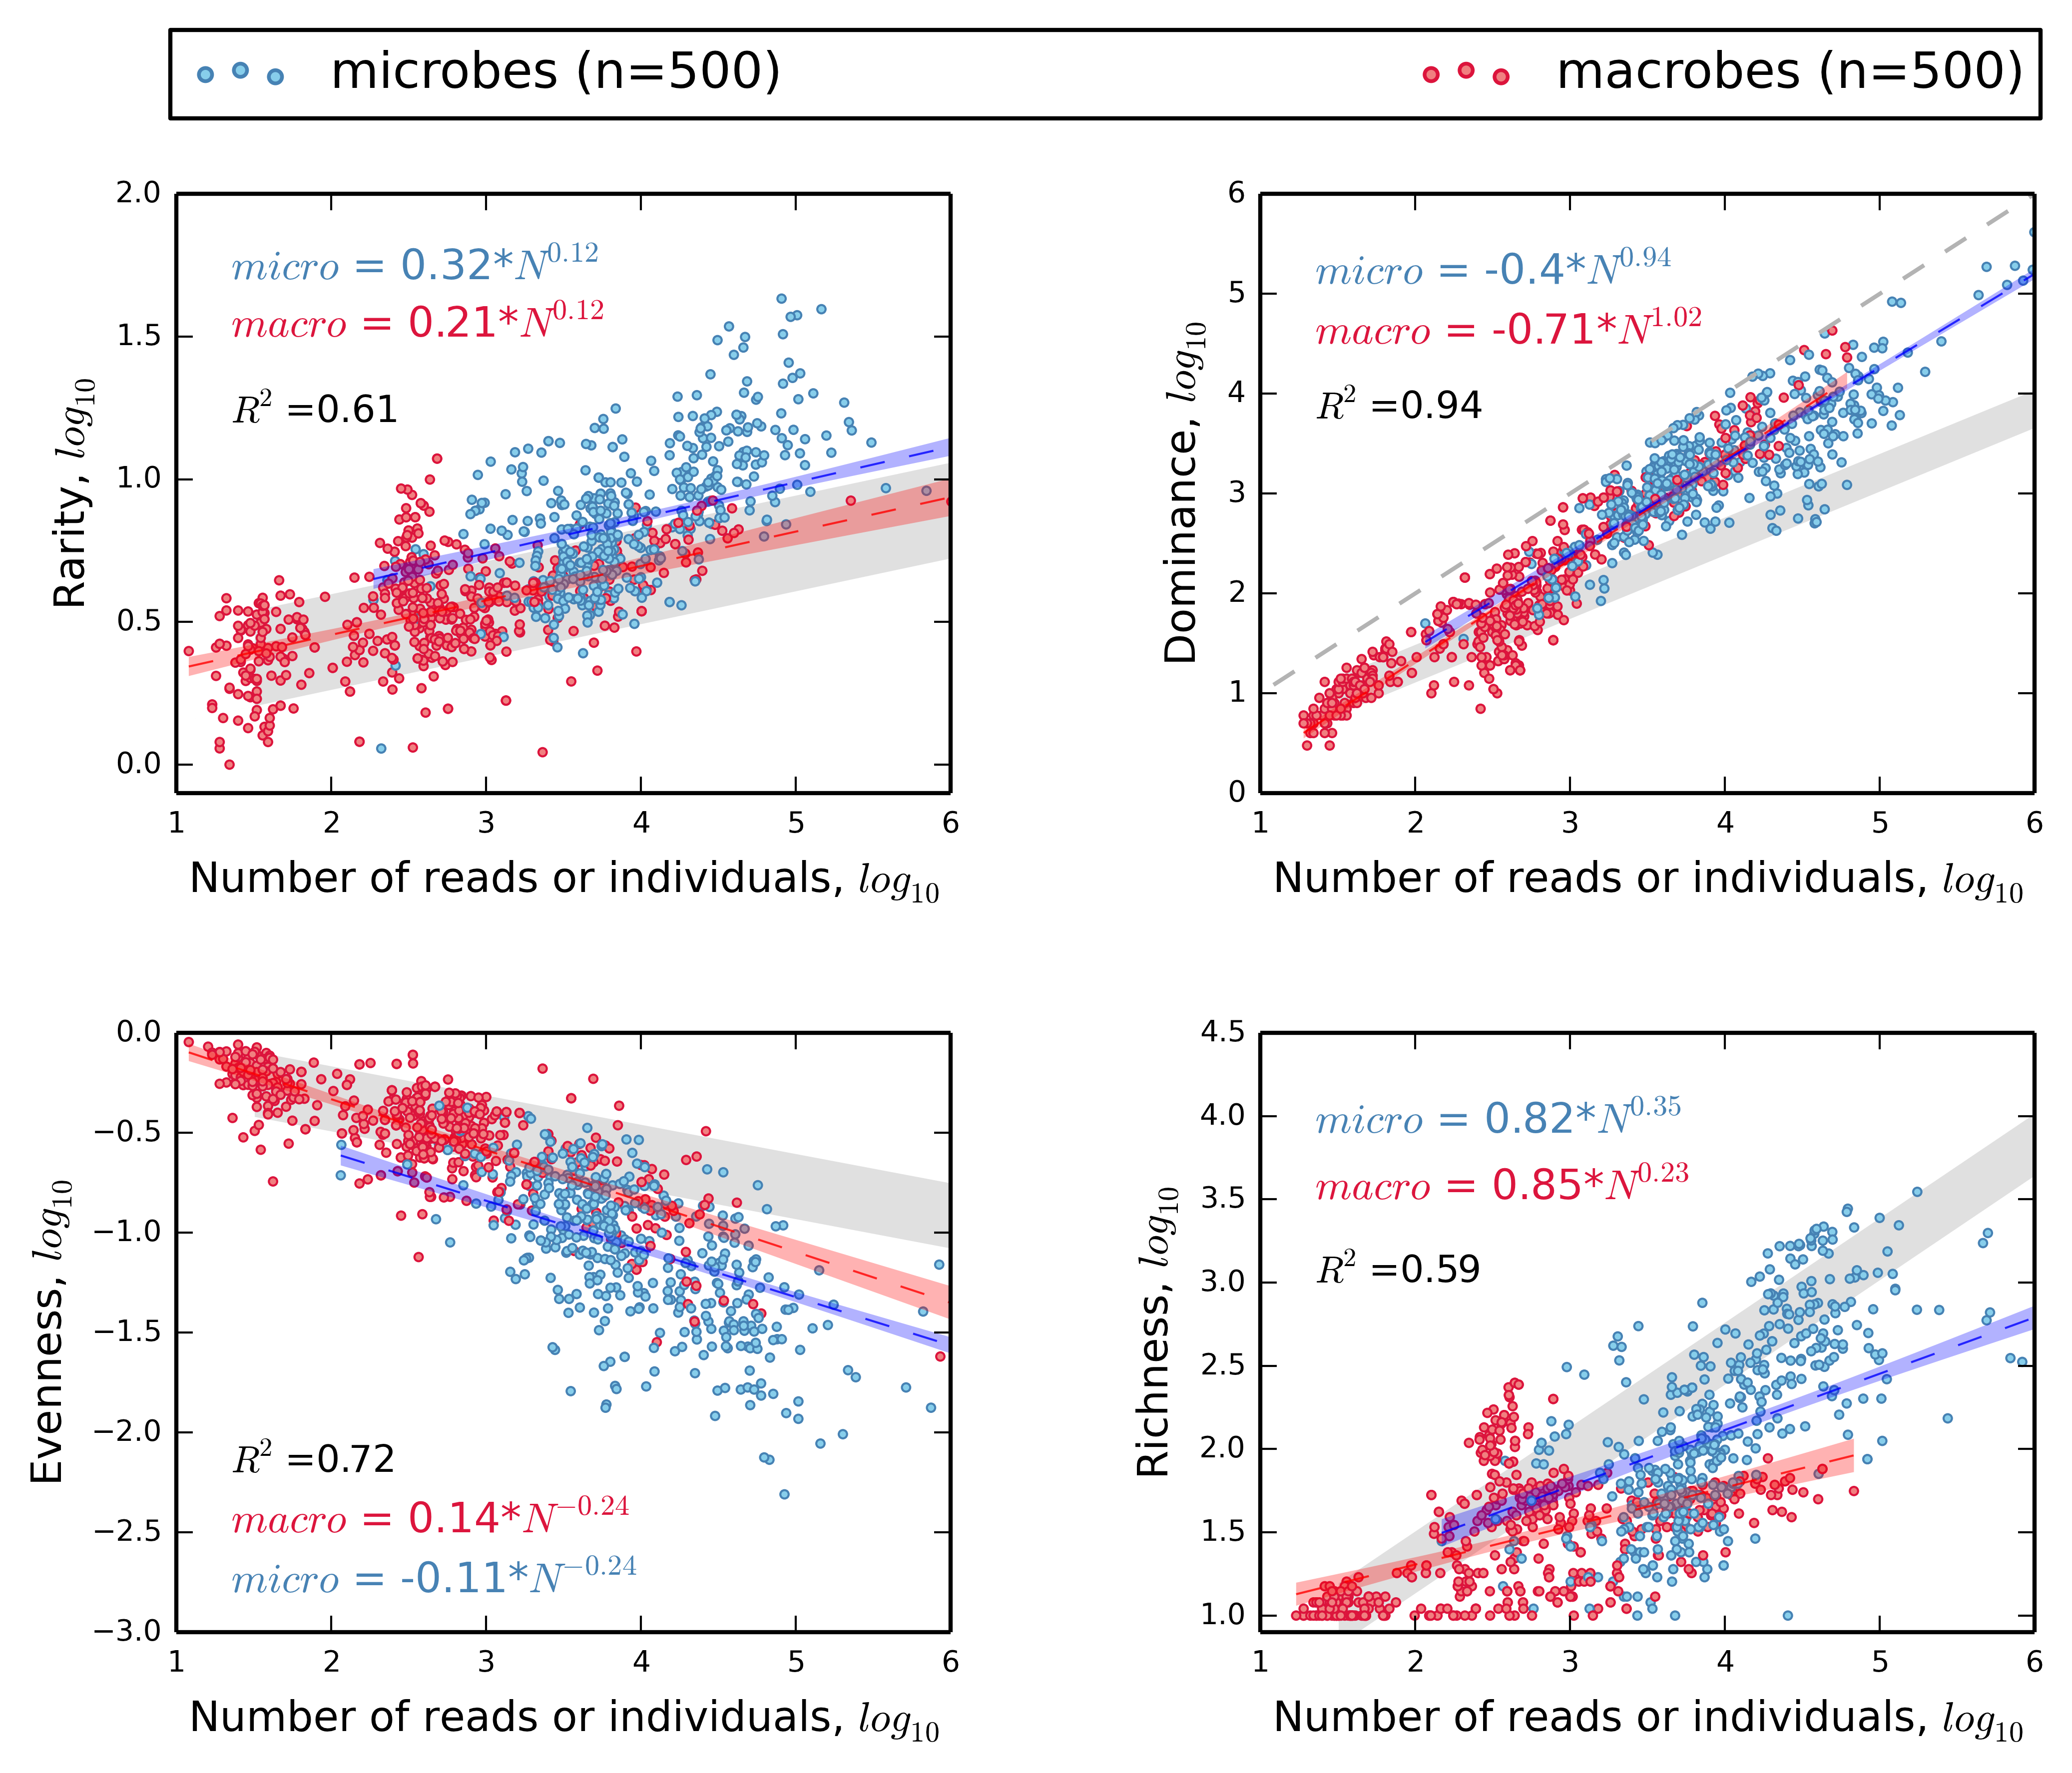 microbes (n=500) macrobes (n=500)
2.0
1.5
1.0
0.5
0.0
Rarity, log10
micro = 0.32*N^0.12
macro = 0.21*N^0.12
R^2 =0.61
1 2 3 4 5 6
Number of reads or individuals, log10
6
5
4
3
2
1
0
Dominance, log10
micro = -0.4*N^0.94
macro = -0.71*N^1.02
R^2 =0.94
1 2 3 4 5 6
Number of reads or individuals, log10
0.0
−0.5
−1.0
−1.5
−2.0
−2.5
−3.0
Evenness, log10
R^2 =0.72
macro = 0.14*N^−0.24
micro = -0.11*N^−0.24
1 2 3 4 5 6
Number of reads or individuals, log10
4.5
4.0
3.5
3.0
2.5
2.0
1.5
1.0
Richness, log10
micro = 0.82*N^0.35
macro = 0.85*N^0.23
R^2 =0.59
1 2 3 4 5 6
Number of reads or individuals, log10